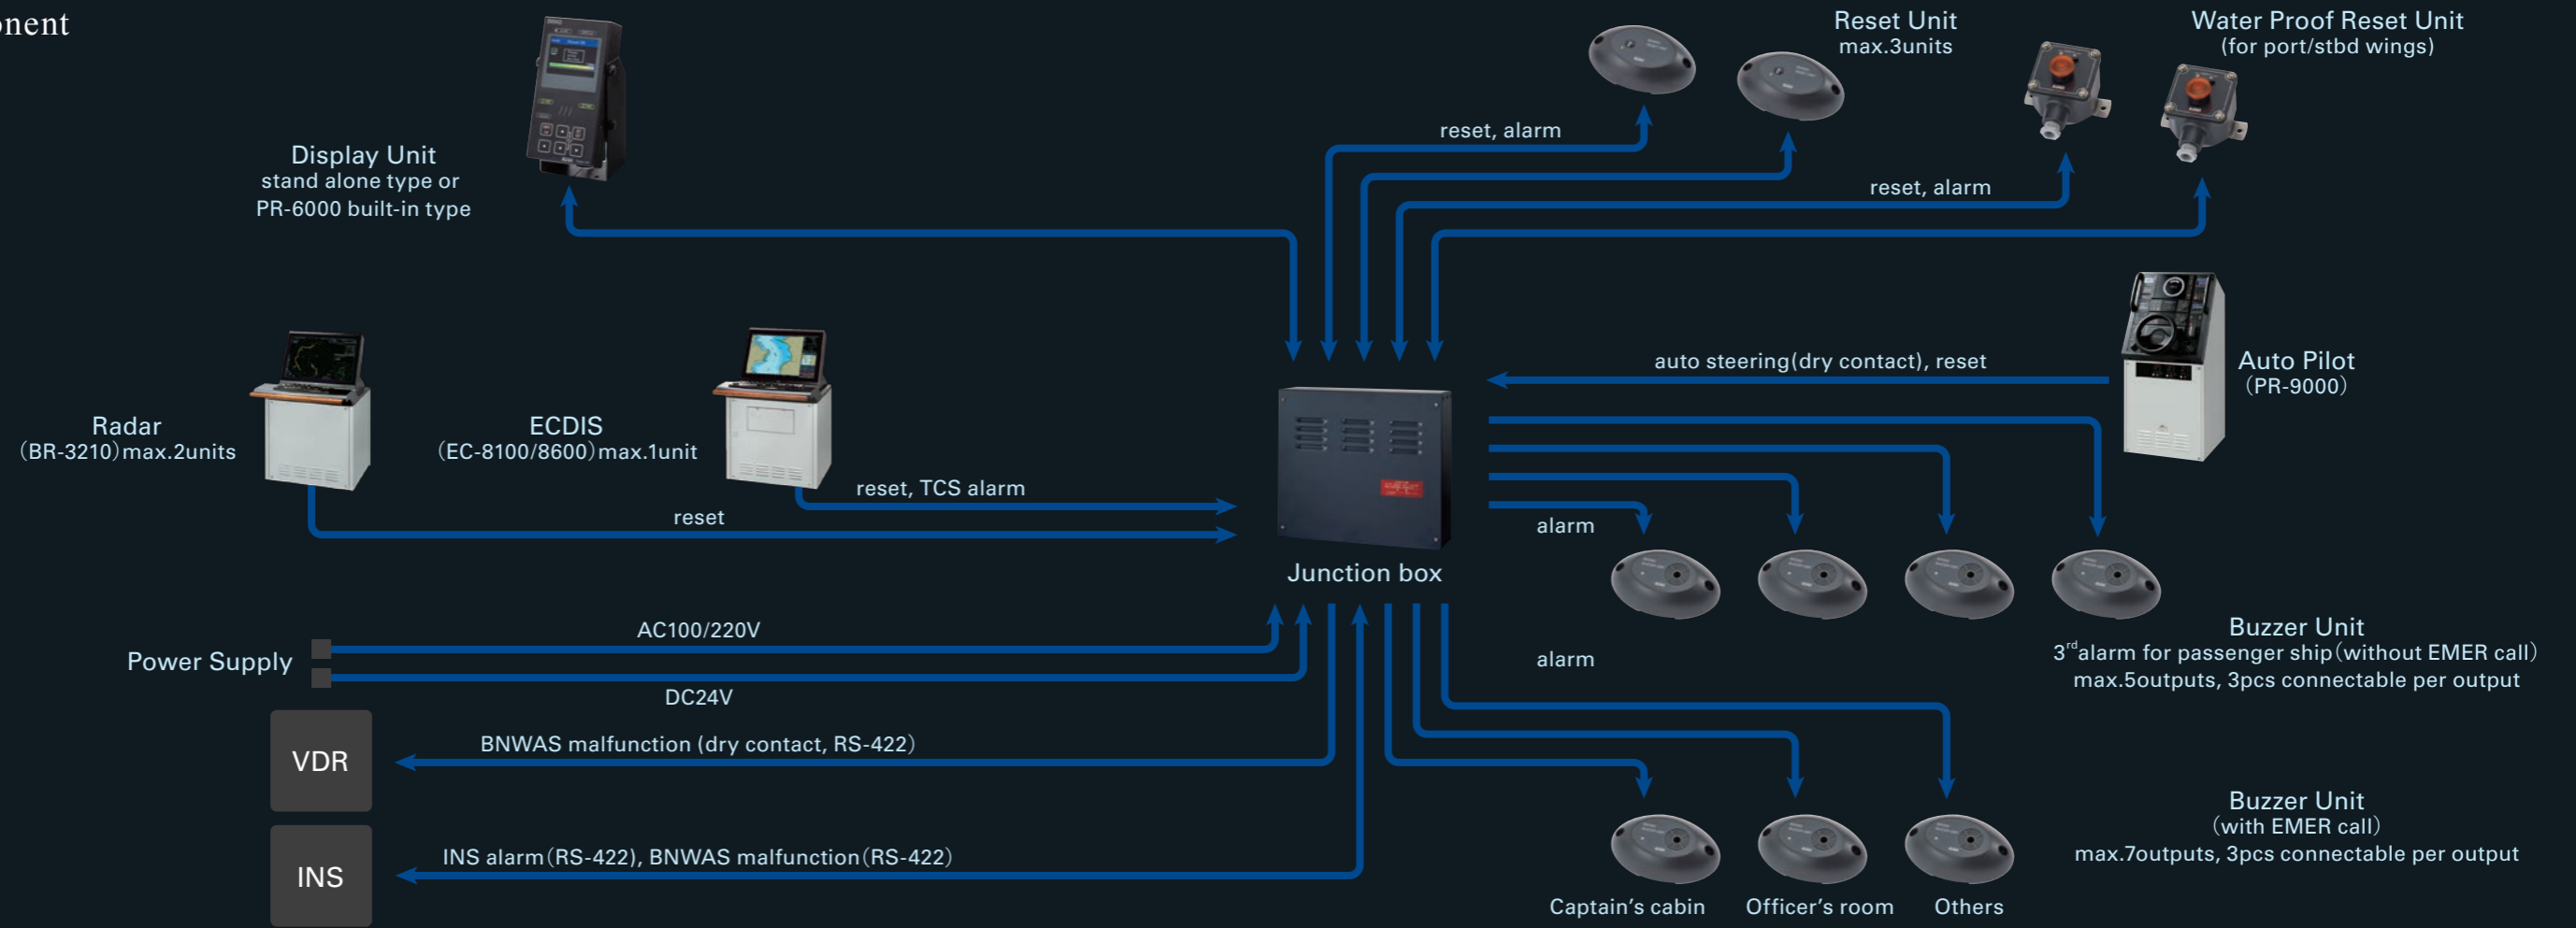 onent
Reset Unit
max.3units
Water Proof Reset Unit
(for port/stbd wings)
reset, alarm
Display Unit
stand alone type or
PR-6000 built-in type
reset, alarm
auto steering(dry contact), reset
Auto Pilot
(PR-9000)
Radar
(BR-3210)max.2units
ECDIS
(EC-8100/8600)max.1unit
reset, TCS alarm
reset
alarm
Junction box
Power Supply
AC100/220V
DC24V
alarm
Buzzer Unit
3rdalarm for passenger ship(without EMER call)
max.5outputs, 3pcs connectable per output
VDR
BNWAS malfunction (dry contact, RS-422)
INS
INS alarm(RS-422), BNWAS malfunction(RS-422)
Buzzer Unit
(with EMER call)
max.7outputs, 3pcs connectable per output
Captain's cabin
Officer's room
Others